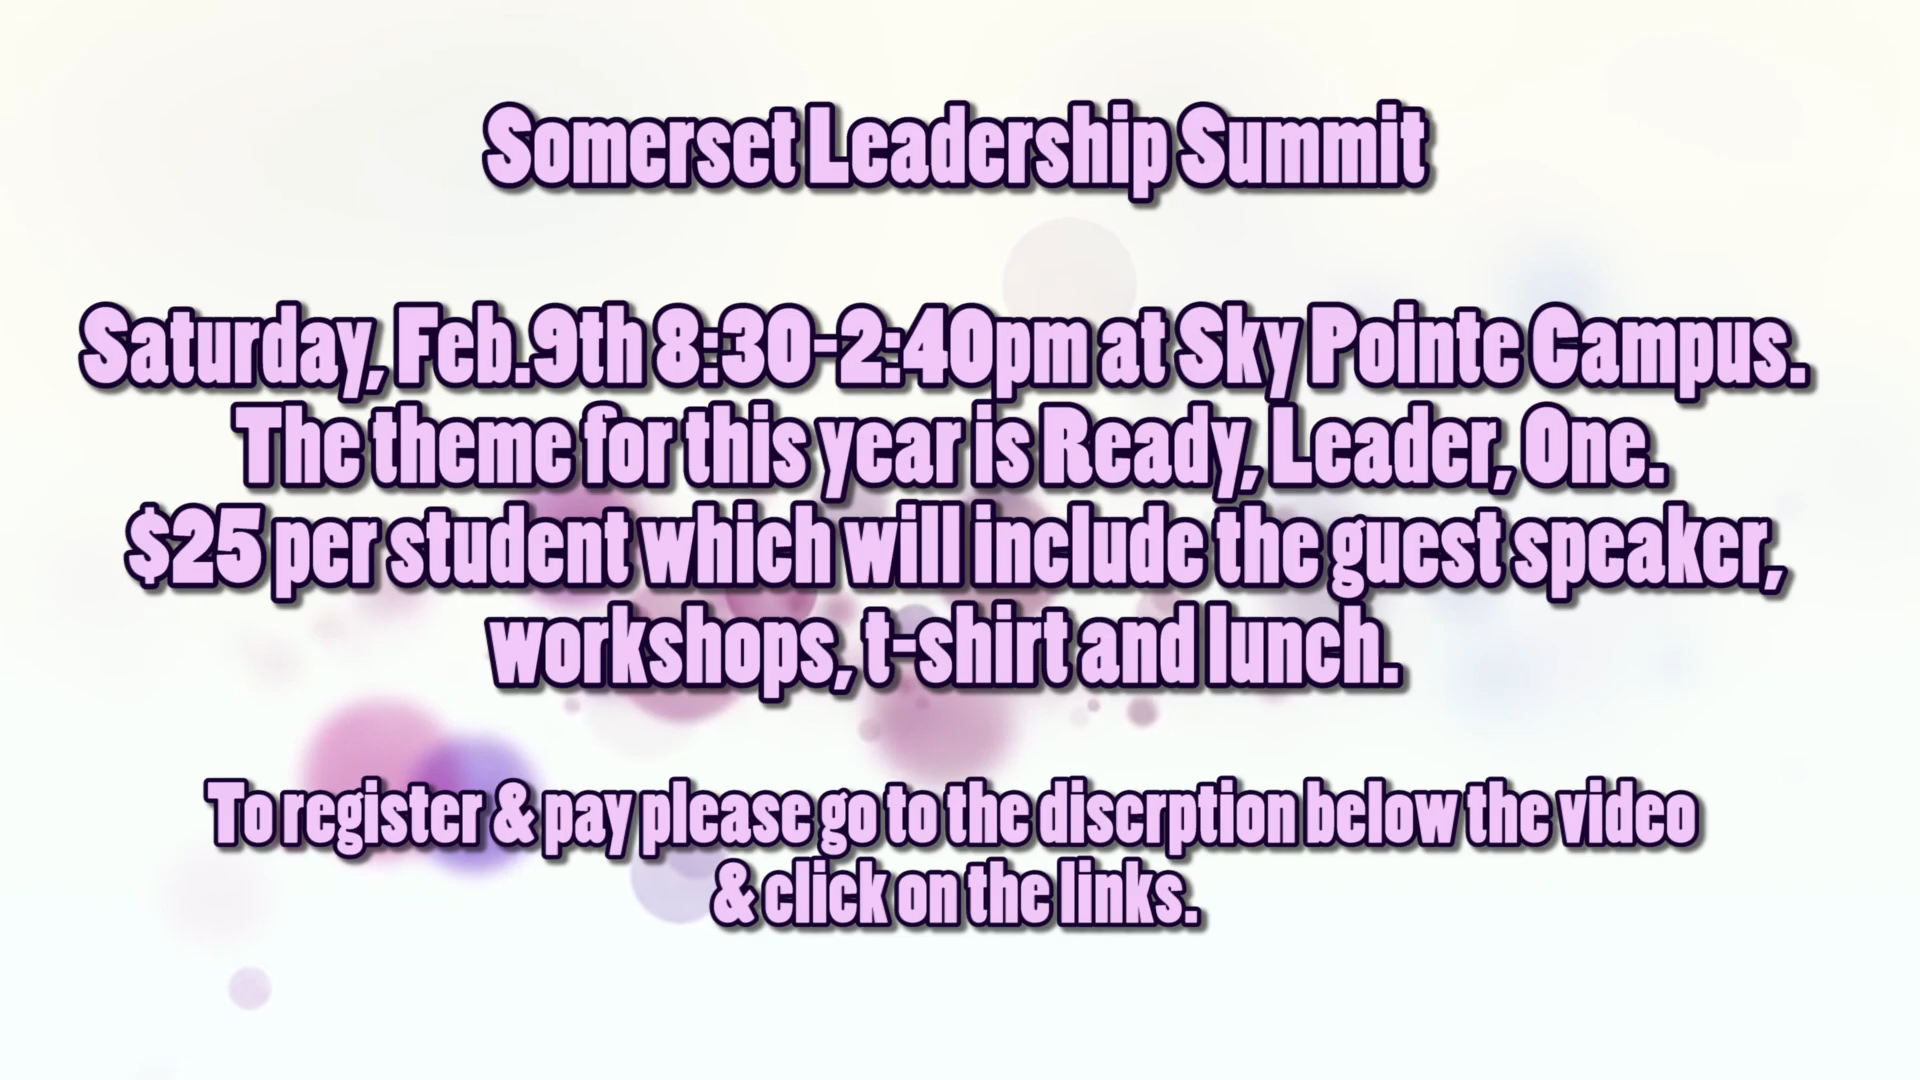 Somerset Leadership Summit
Saturday, Feb.9th 8:30-2:40pm at Sky Pointe Campus.
The theme for this year is Ready, Leader, One.
$25 per student which will include the guest speaker,
workshops, t-shirt and lunch.
To register & pay please go to the discrption below the video
& click on the links.